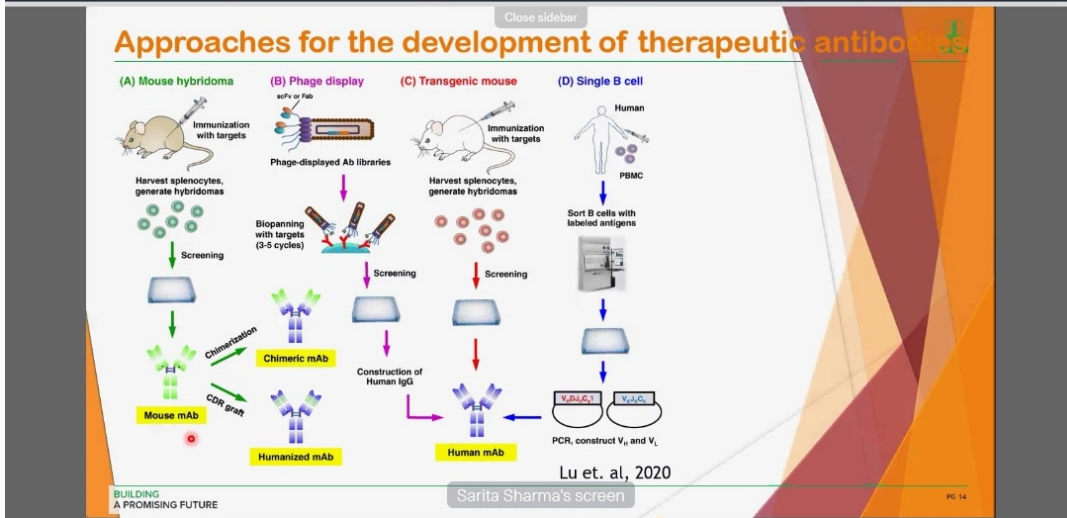 Close sidebar
Approaches for the development of therapeutic antibodies
(A) Mouse hybridoma
Immunization
with targets
Harvest splenocytes,
generate hybridomas
Screening
Mouse mAb
Chimerization
CDR graft
Chimeric mAb
Humanized mAb
(B) Phage display
scFv or Fab
Phage-displayed Ab libraries
Biopanning
with targets
(3-5 cycles)
Screening
Construction of
Human IgG
(C) Transgenic mouse
Immunization
with targets
Harvest splenocytes,
generate hybridomas
Screening
Human mAb
(D) Single B cell
Human
PBMC
Sort B cells with
labeled antigens
PCR, construct VH and VL
Lu et. al, 2020
BUILDING
A PROMISING FUTURE
Sarita Sharma's screen
PG 14